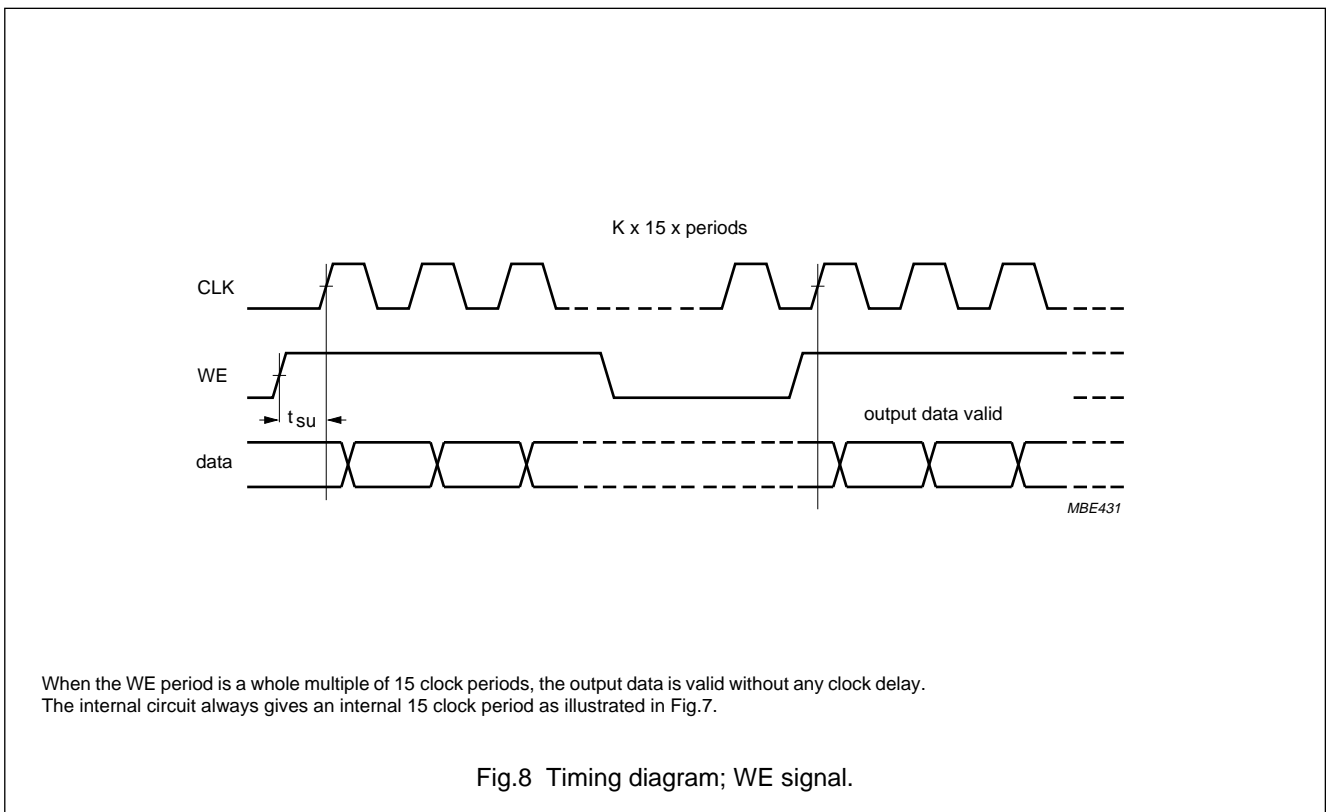 K x 15 x periods
CLK
WE
t su
output data valid
data
MBE431
When the WE period is a whole multiple of 15 clock periods, the output data is valid without any clock delay.
The internal circuit always gives an internal 15 clock period as illustrated in Fig.7.
Fig.8 Timing diagram; WE signal.